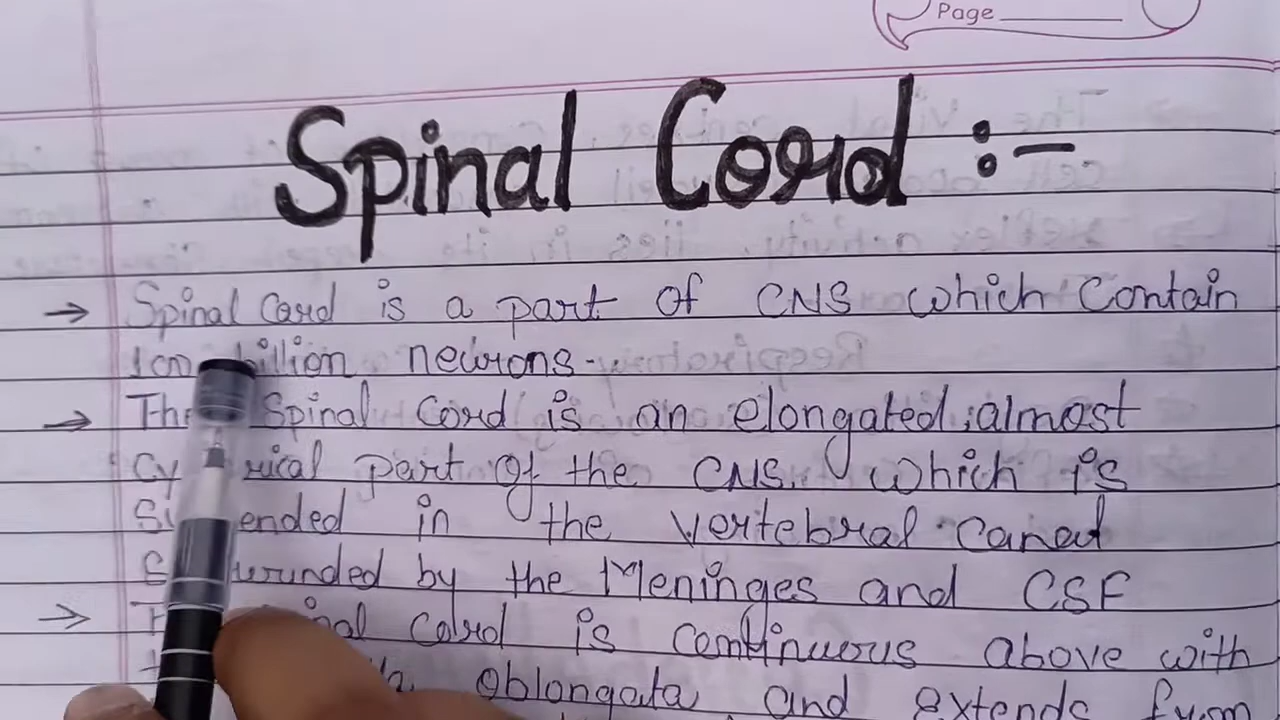 Page
Spinal Cord :-
→ Spinal Cord is a part of CNS which Contain
billion neurons.
→ The Spinal Cord is an elongated, almost
part of the CNS. which is
in the vertebral Canal
by the Meninges and CSF
→ Cord is continuous above with
oblongata and extends from